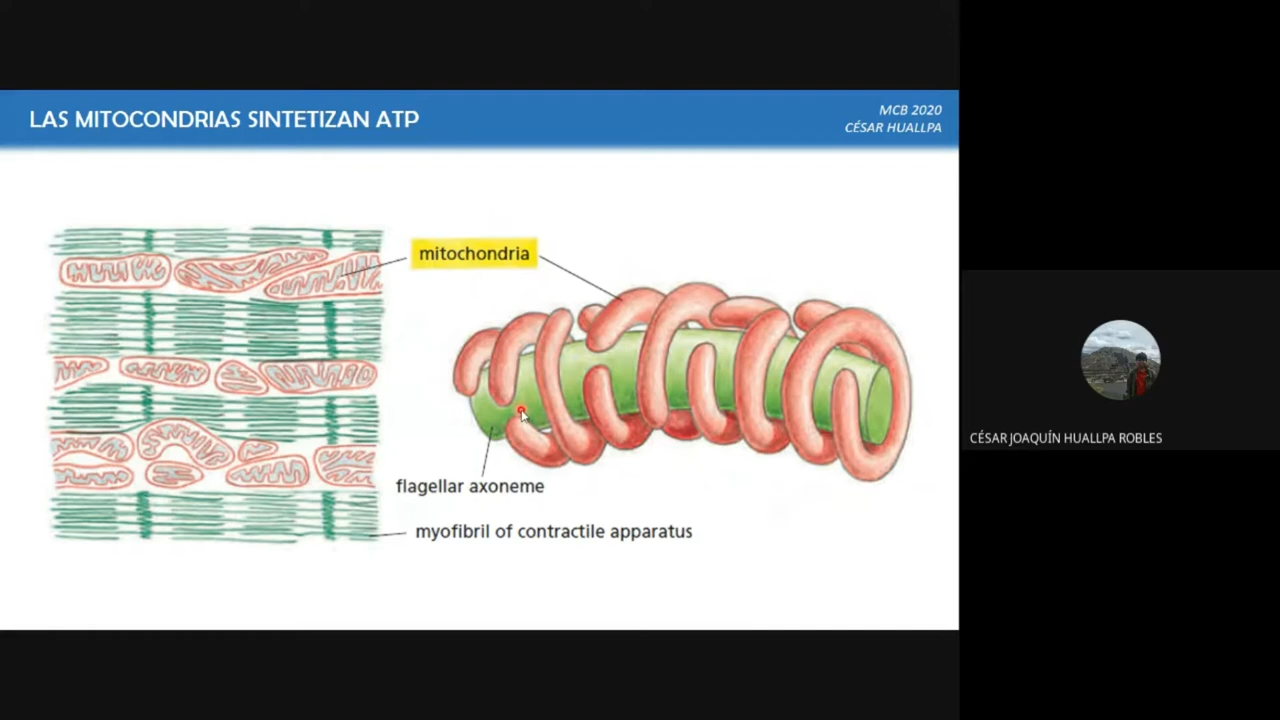 LAS MITOCONDRIAS SINTETIZAN ATP
MCB 2020
CÉSAR HUALLPA
mitochondria
flagellar axoneme
myofibril of contractile apparatus
CÉSAR JOAQUÍN HUALLPA ROBLES